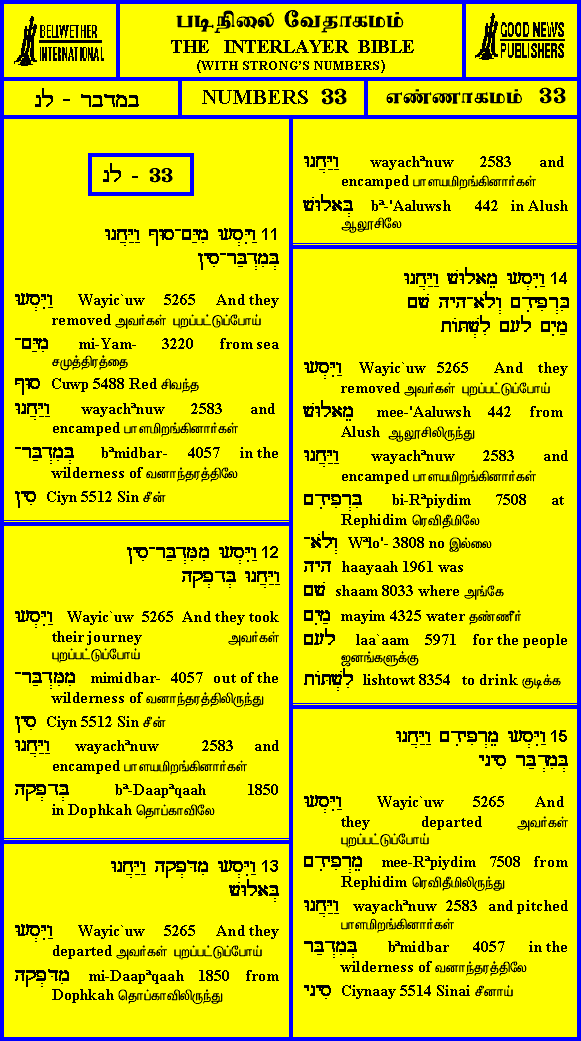 BELLWETHER
INTERNATIONAL
படிநிலை வேதாகமம்
THE INTERLAYER BIBLE
(WITH STRONG'S NUMBERS)
GOOD NEWS
PUBLISHERS
במדבר - לג
NUMBERS 33
எண்ணாகமம் 33
לג - 33
11 וַיִּסְעוּ מִיַּם־סוּף וַיַּחֲנוּ
בְּמִדְבַּר־סִין
וַיִּסְעוּ Wayic`uw 5265 And they
removed அவர்கள் புறப்பட்டுப்போய்
מִיַּם־ mi-Yam- 3220 from sea
சமுத்திரத்தை
סוּף Cuwp 5488 Red சிவந்த
וַיַּחֲנוּ wayachªnuw 2583 and
encamped பாளயமிறங்கினார்கள்
בְּמִדְבַּר־ bªmidbar- 4057 in the
wilderness of வனாந்தரத்திலே
סִין Ciyn 5512 Sin சீன்
12 וַיִּסְעוּ מִמִּדְבַּר־סִין
וַיַּחֲנוּ בְּדָפְקָה
וַיִּסְעוּ Wayic`uw 5265 And they took
their journey அவர்கள்
புறப்பட்டுப்போய்
מִמִּדְבַּר־ mimidbar- 4057 out of the
wilderness of வனாந்தரத்திலிருந்து
סִין Ciyn 5512 Sin சீன்
וַיַּחֲנוּ wayachªnuw 2583 and
encamped பாளயமிறங்கினார்கள்
בְּדָפְקָה bª-Daapªqaah 1850
in Dophkah தொப்காவிலே
13 וַיִּסְעוּ מִדָּפְקָה וַיַּחֲנוּ
בְּאָלוּשׁ
וַיִּסְעוּ Wayic`uw 5265 And they
departed அவர்கள் புறப்பட்டுப்போய்
מִדָּפְקָה mi-Daapªqaah 1850 from
Dophkah தொப்காவிலிருந்து
וַיַּחֲנוּ wayachªnuw 2583 and
encamped பாளயமிறங்கினார்கள்
בְּאָלוּשׁ bª-'Aaluwsh 442 in Alush
ஆலூசிலே
14 וַיִּסְעוּ מֵאָלוּשׁ וַיַּחֲנוּ
בִּרְפִידִם וְלֹא־הָיָה שָׁם
מַיִם לָעָם לִשְׁתּוֹת
וַיִּסְעוּ Wayic`uw 5265 And they
removed அவர்கள் புறப்பட்டுப்போய்
מֵאָלוּשׁ mee-'Aaluwsh 442 from
Alush ஆலூசிலிருந்து
וַיַּחֲנוּ wayachªnuw 2583 and
encamped பாளயமிறங்கினார்கள்
בִּרְפִידִם bi-Rªpiydim 7508 at
Rephidim ரெவிதீமிலே
וְלֹא־ Wªlo'- 3808 no இல்லை
הָיָה haayaah 1961 was
שָׁם shaam 8033 where அங்கே
מַיִם mayim 4325 water தண்ணீர்
לָעָם laa`aam 5971 for the people
ஜனங்களுக்கு
לִשְׁתּוֹת lishtowt 8354 to drink குடிக்க
15 וַיִּסְעוּ מֵרְפִידִם וַיַּחֲנוּ
בְּמִדְבַּר סִינָי
וַיִּסְעוּ Wayic`uw 5265 And
they departed அவர்கள்
புறப்பட்டுப்போய்
מֵרְפִידִם mee-Rªpiydim 7508 from
Rephidim ரெவிதீமிலிருந்து
וַיַּחֲנוּ wayachªnuw 2583 and pitched
பாளமிறங்கினார்கள்
בְּמִדְבַּר bªmidbar 4057 in the
wilderness of வனாந்தரத்திலே
סִינָי Ciynaay 5514 Sinai சீனாய்